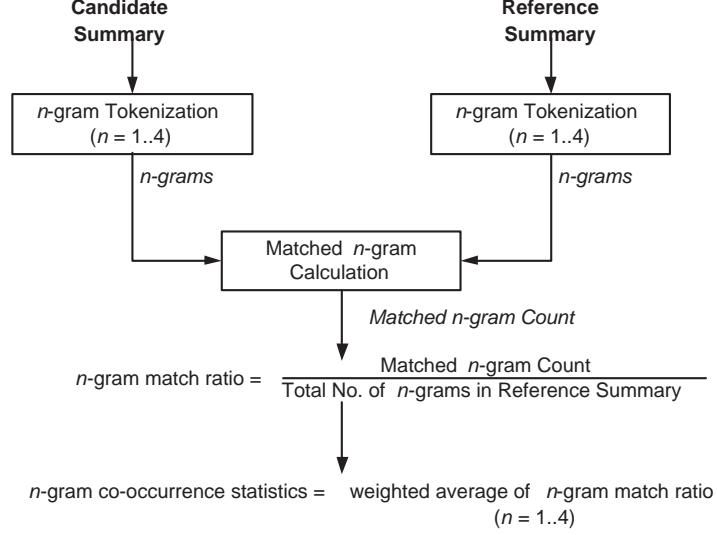 Candidate
Summary
Reference
Summary
n-gram Tokenization
(n = 1..4)
n-gram Tokenization
(n = 1..4)
n-grams
n-grams
Matched n-gram
Calculation
Matched n-gram Count
n-gram match ratio = Matched n-gram Count
Total No. of n-grams in Reference Summary
n-gram co-occurrence statistics = weighted average of n-gram match ratio
(n = 1..4)